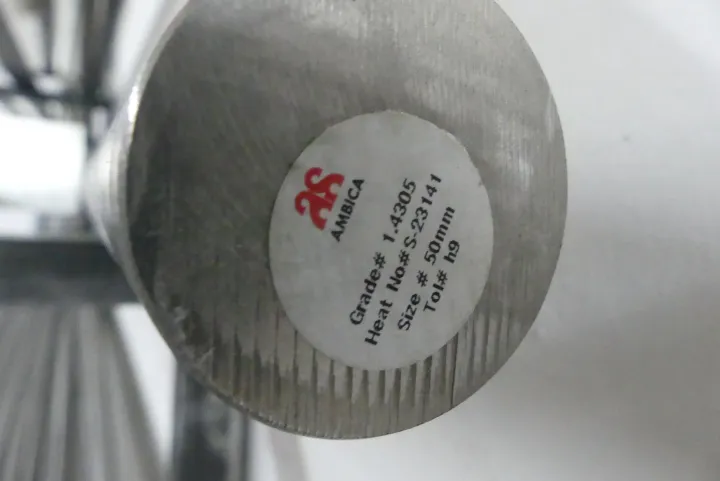 AMBICA
Grade# 1.4305
Heat No#S-23141
Size # 50mm
Tol# h9